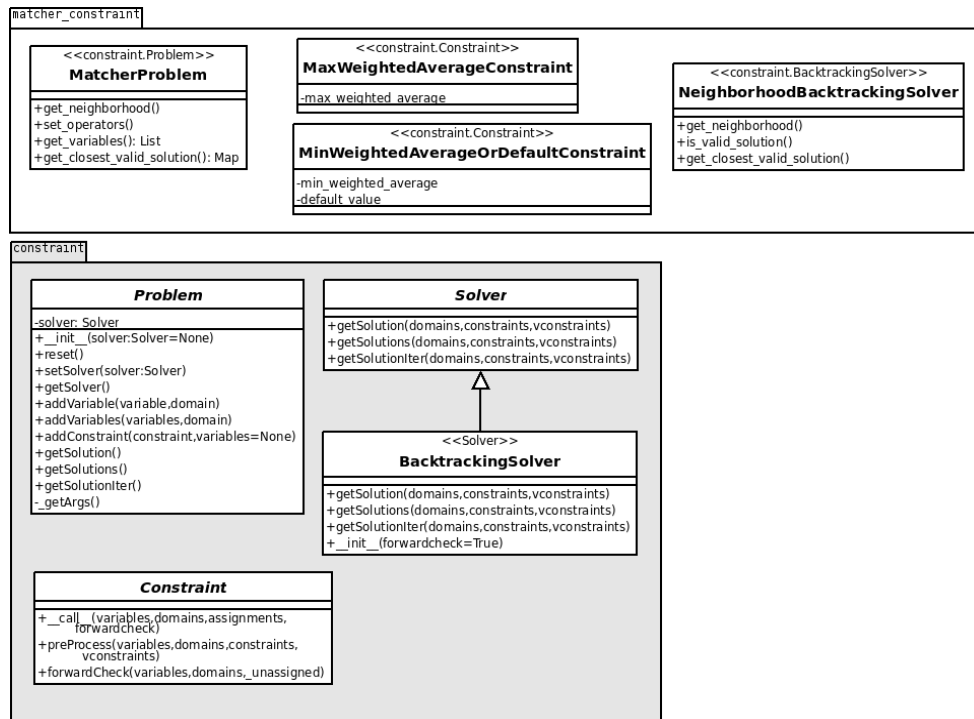 matcher_constraint
<<constraint.Problem>>
MatcherProblem
+get_neighborhood()
+set_operators()
+get_variables(): List
+get_closest_valid_solution(): Map
<<constraint.Constraint>>
MaxWeightedAverageConstraint
-max_weighted_average
<<constraint.Constraint>>
MinWeightedAverageOrDefaultConstraint
-min_weighted_average
-default_value
<<constraint.BacktrackingSolver>>
NeighborhoodBacktrackingSolver
+get_neighborhood()
+is_valid_solution()
+get_closest_valid_solution()
constraint
Problem
-solver: Solver
+__init__(solver:Solver=None)
+reset()
+setSolver(solver:Solver)
+getSolver()
+addVariable(variable,domain)
+addVariables(variables,domain)
+addConstraint(constraint,variables=None)
+getSolution()
+getSolutions()
+getSolutionIter()
-_getArgs()
Solver
+getSolution(domains,constraints,vconstraints)
+getSolutions(domains,constraints,vconstraints)
+getSolutionIter(domains,constraints,vconstraints)
<<Solver>>
BacktrackingSolver
+getSolution(domains,constraints,vconstraints)
+getSolutions(domains,constraints,vconstraints)
+getSolutionIter(domains,constraints,vconstraints)
+__init__(forwardcheck=True)
Constraint
+__call__(variables,domains,assignments,
forwardcheck)
+preProcess(variables,domains,constraints,
vconstraints)
+forwardCheck(variables,domains,_unassigned)